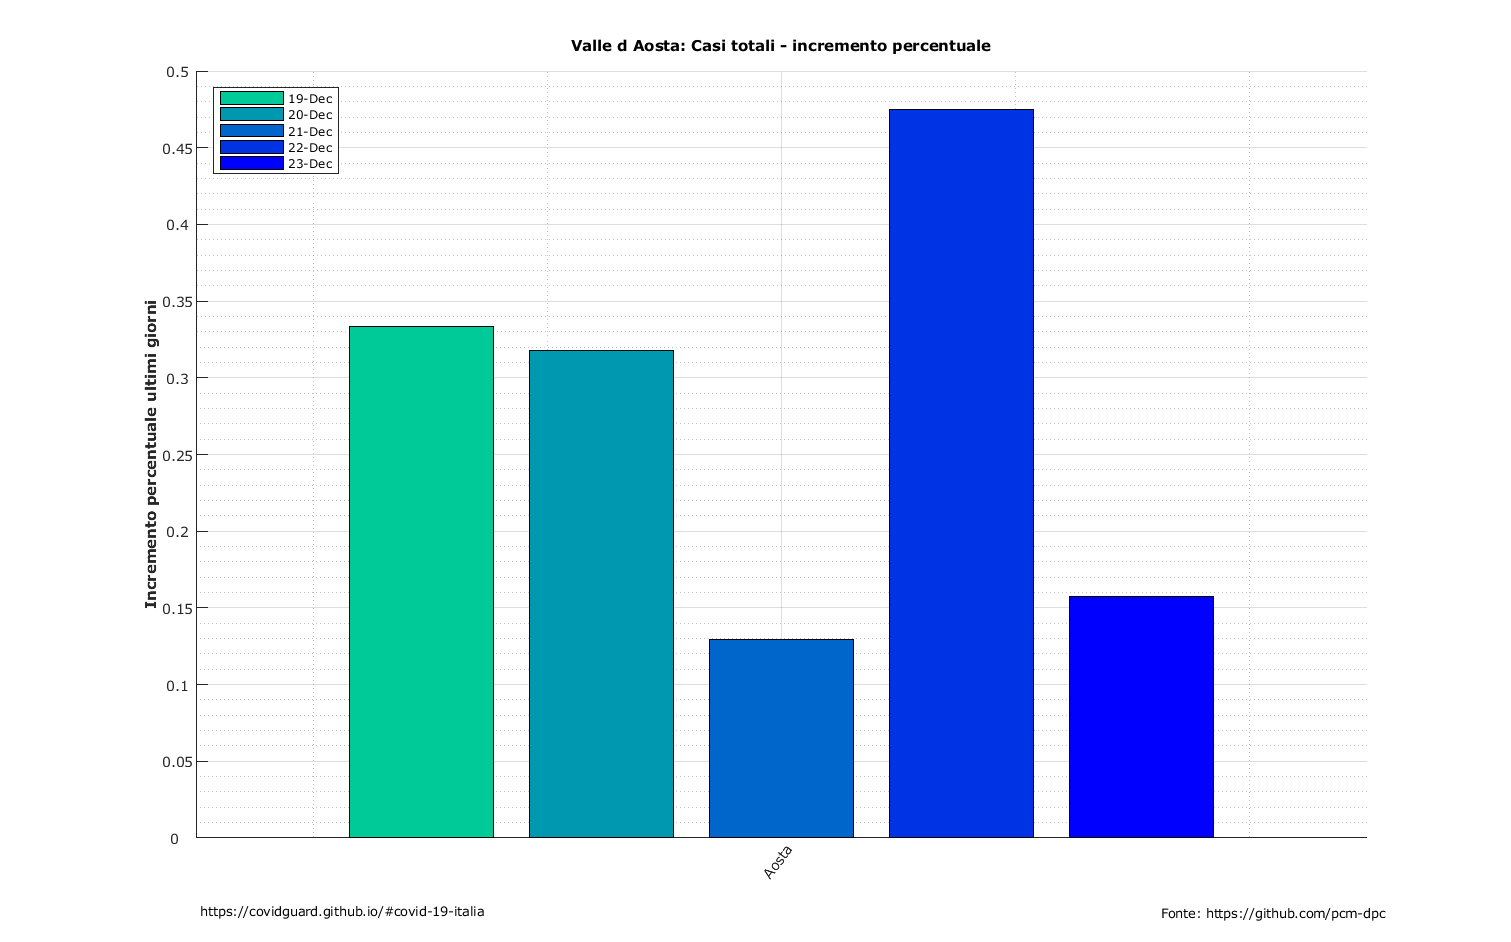 Valle d Aosta: Casi totali - incremento percentuale
0.5
0.45
0.4
0.35
0.3
0.25
0.2
0.15
0.1
0.05
0
19-Dec
20-Dec
21-Dec
22-Dec
23-Dec
Incremento percentuale ultimi giorni
Aosta
https://covidguard.github.io/#covid-19-italia
Fonte: https://github.com/pcm-dpc